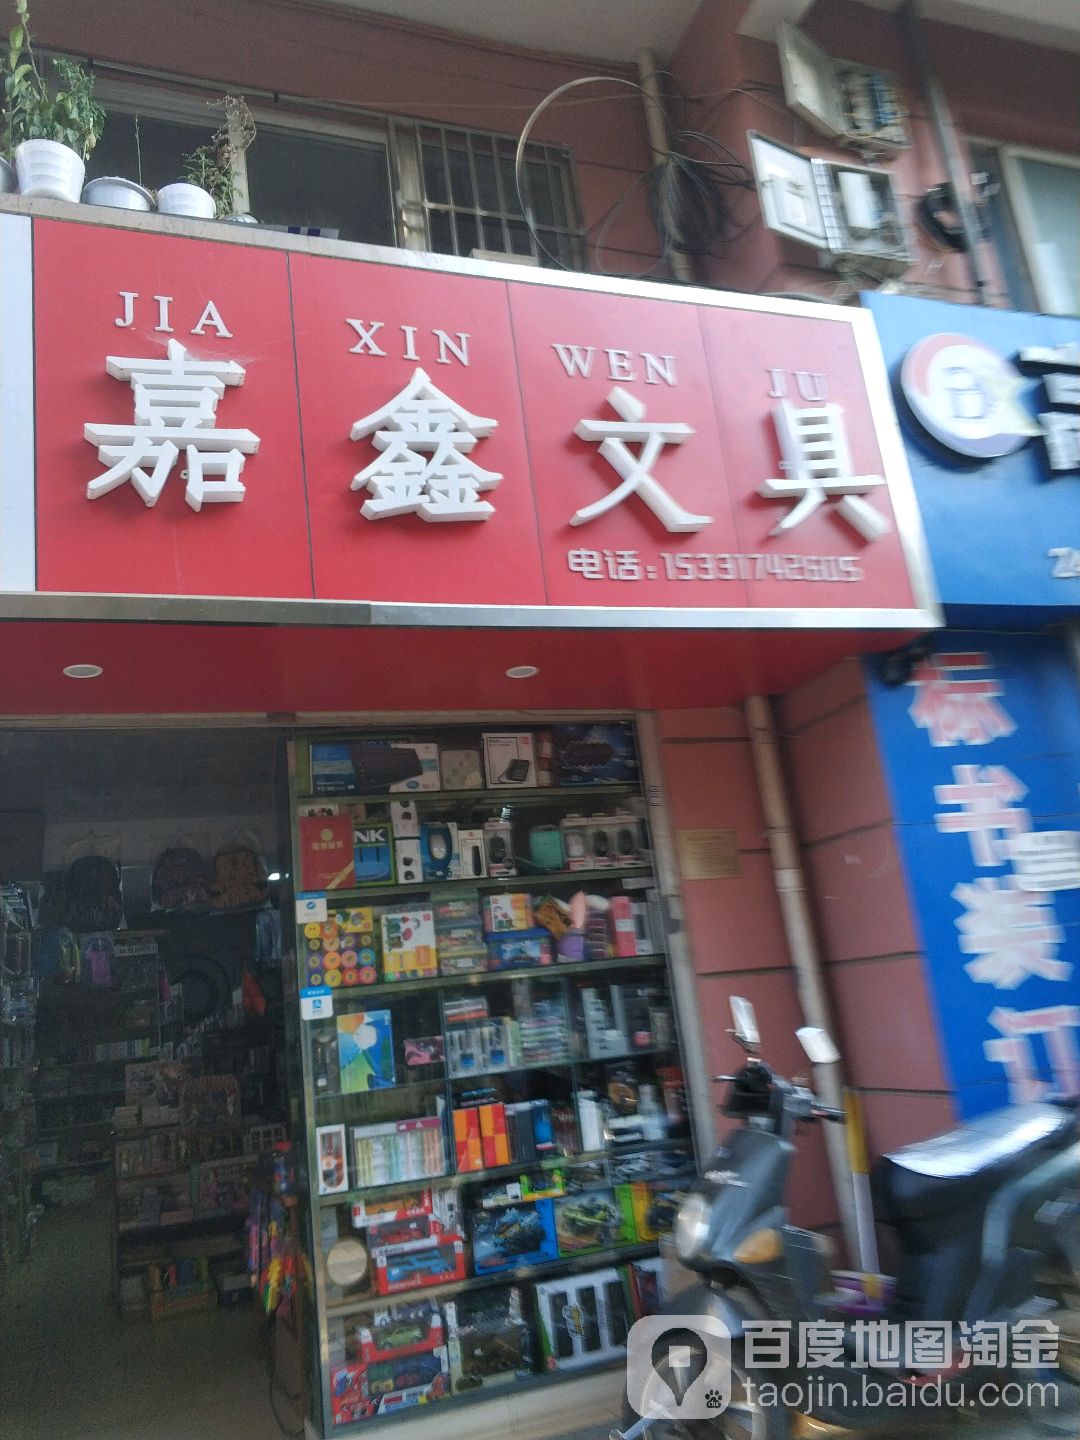 JIA XIN WEN JU
嘉鑫文具
电话：15331742605
标书装订
百度地图淘金
taojin.baidu.com